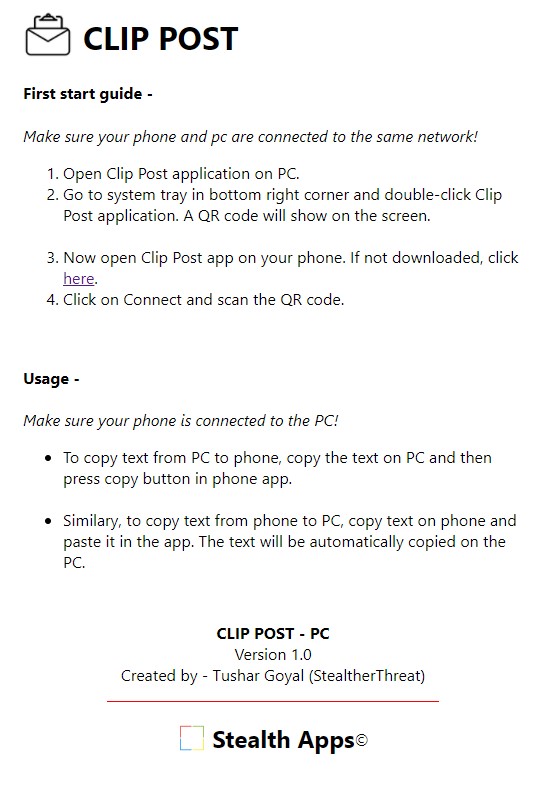 CLIP POST
First start guide -
Make sure your phone and pc are connected to the same network!
1. Open Clip Post application on PC.
2. Go to system tray in bottom right corner and double-click Clip
Post application. A QR code will show on the screen.
3. Now open Clip Post app on your phone. If not downloaded, click
here.
4. Click on Connect and scan the QR code.
Usage -
Make sure your phone is connected to the PC!
• To copy text from PC to phone, copy the text on PC and then
press copy button in phone app.
• Similary, to copy text from phone to PC, copy text on phone and
paste it in the app. The text will be automatically copied on the
PC.
CLIP POST - PC
Version 1.0
Created by - Tushar Goyal (StealtherThreat)
Stealth Apps©